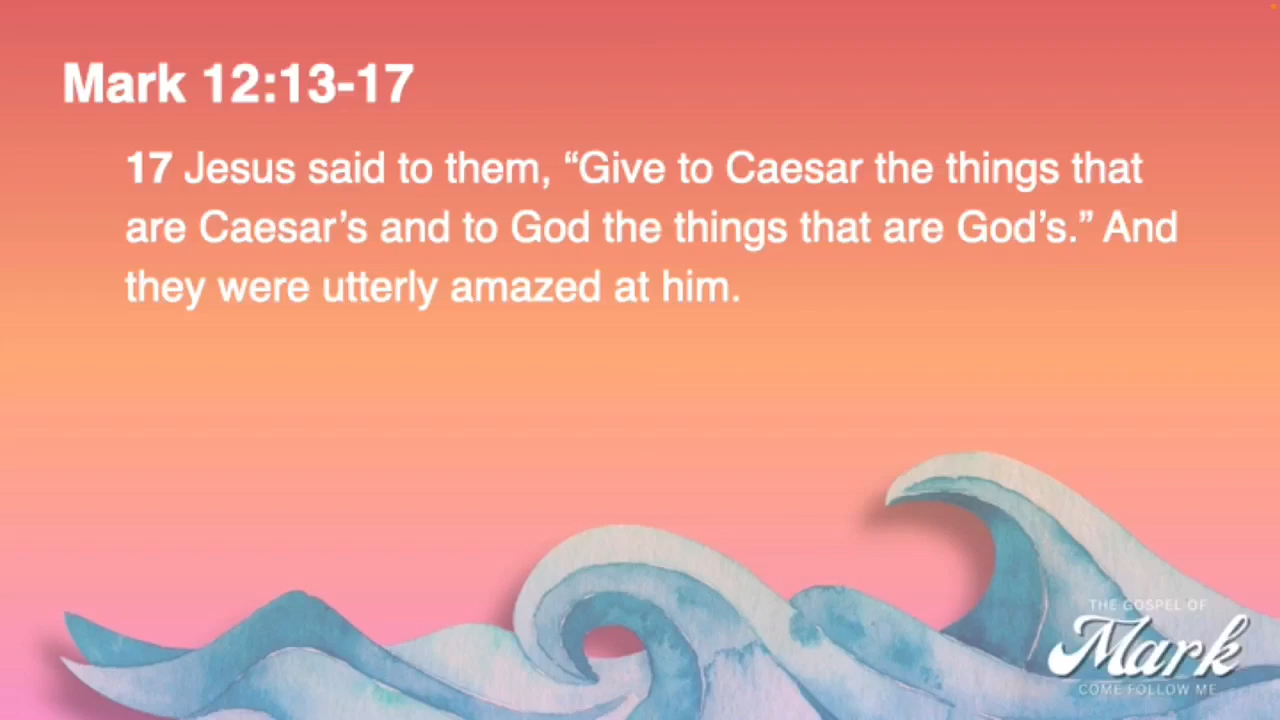 Mark 12:13-17
17 Jesus said to them, “Give to Caesar the things that
are Caesar’s and to God the things that are God’s.” And
they were utterly amazed at him.
THE GOSPEL OF
Mark
COME FOLLOW ME